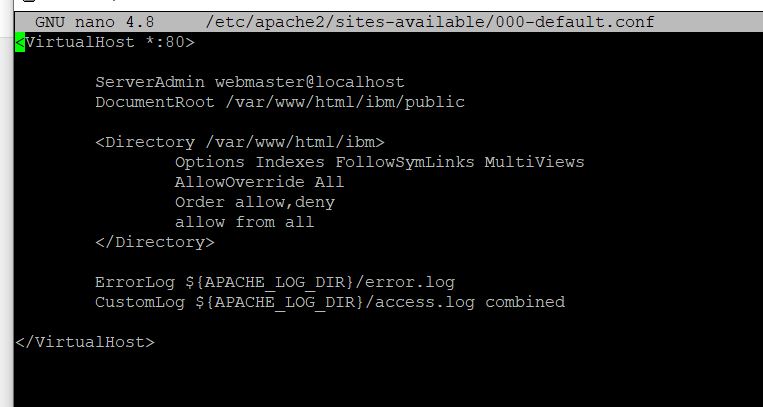 GNU nano 4.8 /etc/apache2/sites-available/000-default.conf
<VirtualHost *:80>
ServerAdmin webmaster@localhost
DocumentRoot /var/www/html/ibm/public
<Directory /var/www/html/ibm>
Options Indexes FollowSymLinks MultiViews
AllowOverride All
Order allow,deny
allow from all
</Directory>
ErrorLog ${APACHE_LOG_DIR}/error.log
CustomLog ${APACHE_LOG_DIR}/access.log combined
</VirtualHost>